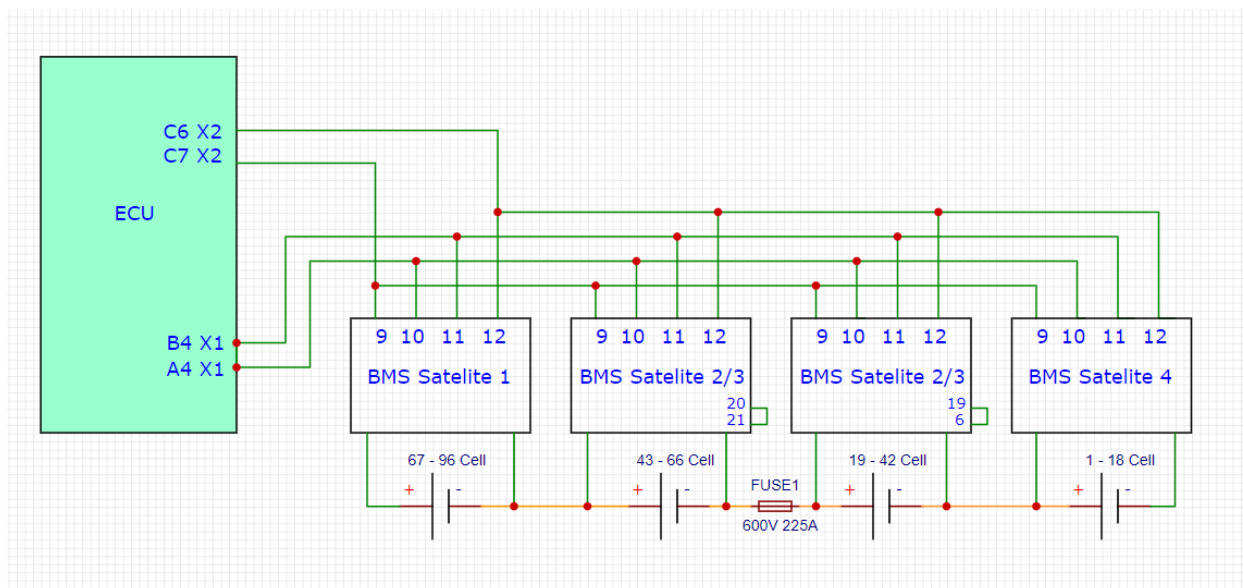 C6 X2
C7 X2
ECU
B4 X1
A4 X1
9 10 11 12
BMS Satelite 1
9 10 11 12
BMS Satelite 2/3
20
21
9 10 11 12
BMS Satelite 2/3
19
6
9 10 11 12
BMS Satelite 4
67 - 96 Cell
+ -
43 - 66 Cell
+ -
FUSE1
600V 225A
19 - 42 Cell
+ -
1 - 18 Cell
+ -